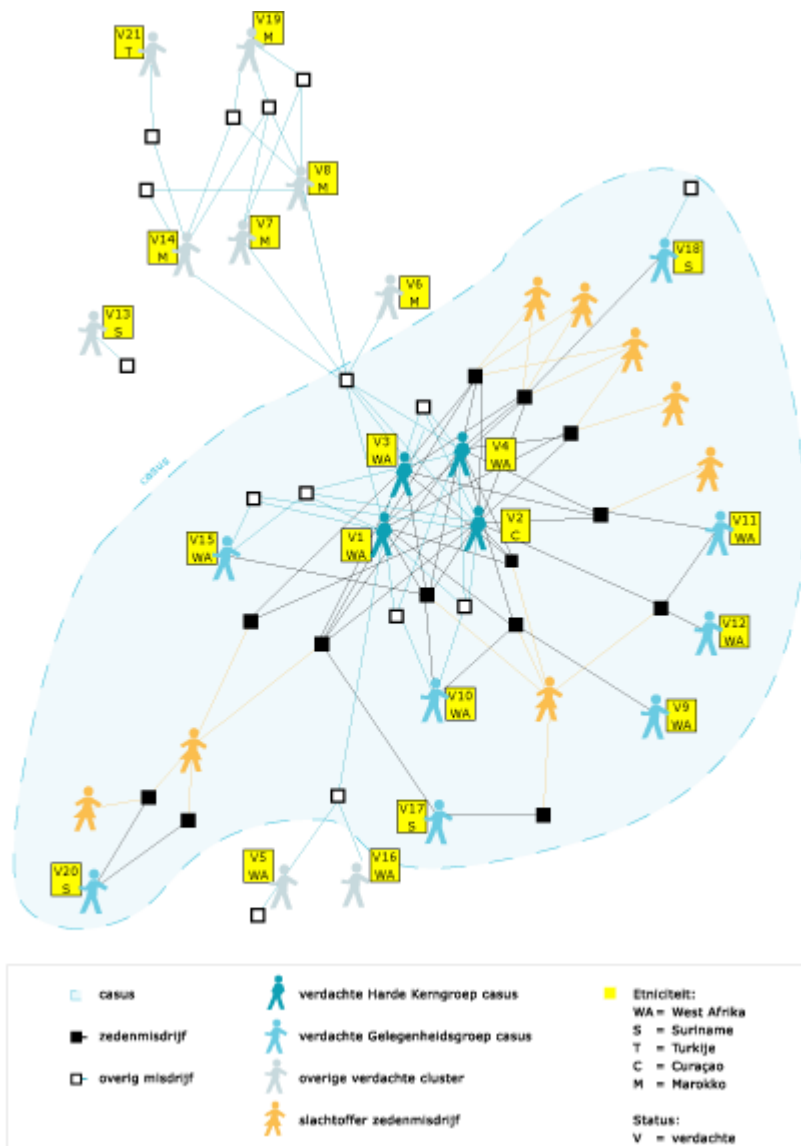 V21
T
V19
M
V8
M
V14
M
V7
M
V18
S
V6
M
V13
S
casus
V3
WA
V4
WA
V15
WA
V1
WA
V2
C
V11
WA
V12
WA
V10
WA
V9
WA
V17
S
V20
S
V5
WA
V16
WA
casus
zedenmisdrijf
overig misdrijf
verdachte Harde Kerngroep casus
verdachte Gelegenheidsgroep casus
overige verdachte cluster
slachtoffer zedenmisdrijf
Etniciteit:
WA = West Afrika
S = Suriname
T = Turkije
C = Curaçao
M = Marokko
Status:
V = verdachte